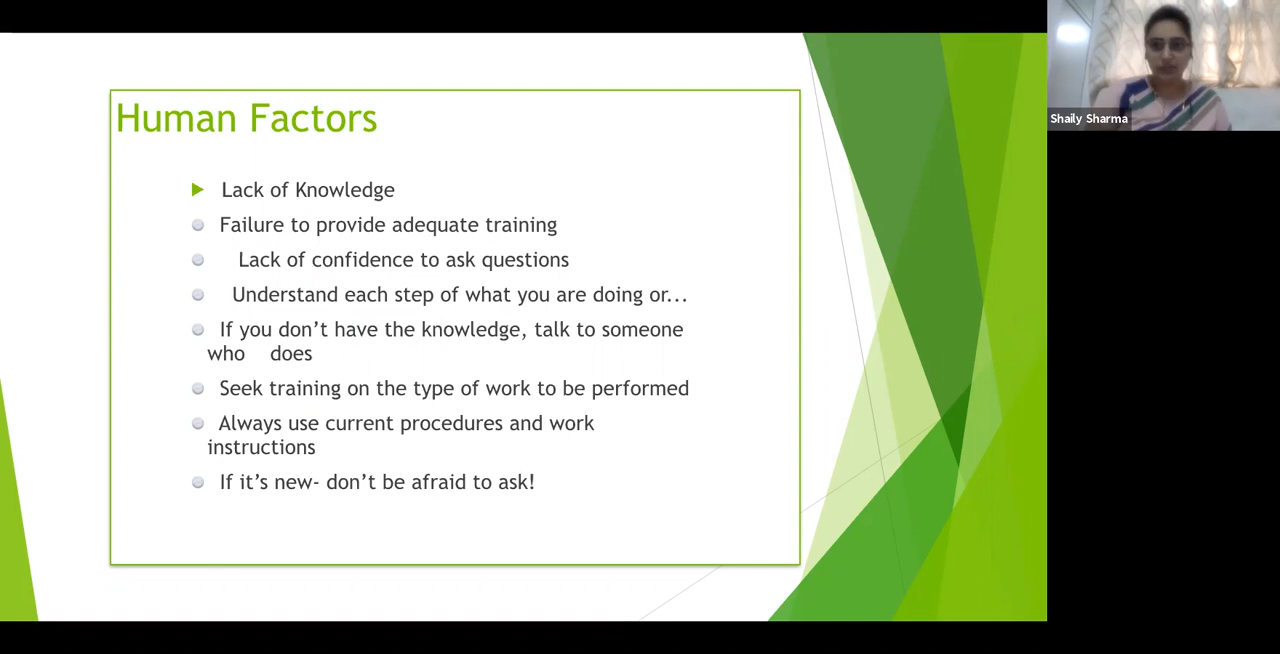 Human Factors
Lack of Knowledge
Failure to provide adequate training
Lack of confidence to ask questions
Understand each step of what you are doing or...
If you don’t have the knowledge, talk to someone
who does
Seek training on the type of work to be performed
Always use current procedures and work
instructions
If it’s new- don’t be afraid to ask!
Shaily Sharma